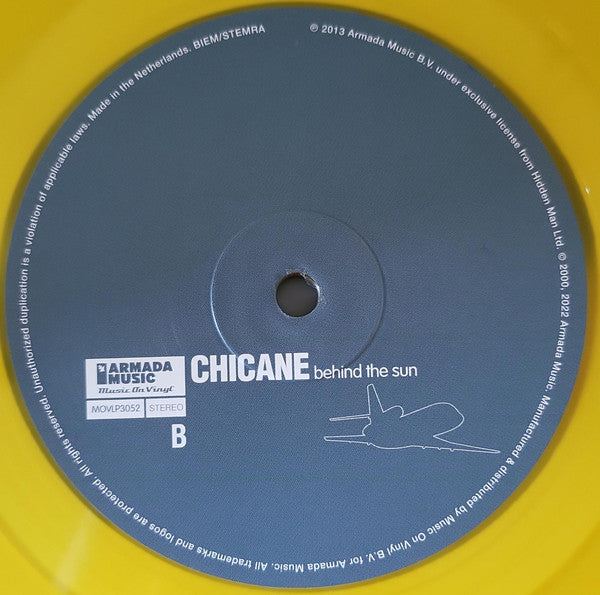 ℗ 2013 Armada Music B.V. under exclusive license from Hidden Man Ltd. © 2000, 2022 Armada Music. Manufactured & distributed by Music On Vinyl B.V. for Armada Music. All trademarks and logos are protected. All rights reserved. Unauthorized duplication is a violation of applicable laws. Made in the Netherlands. BIEM/STEMRA
ARMADA
MUSIC
Music On Vinyl
MOVLP3052 STEREO
CHICANE behind the sun
B